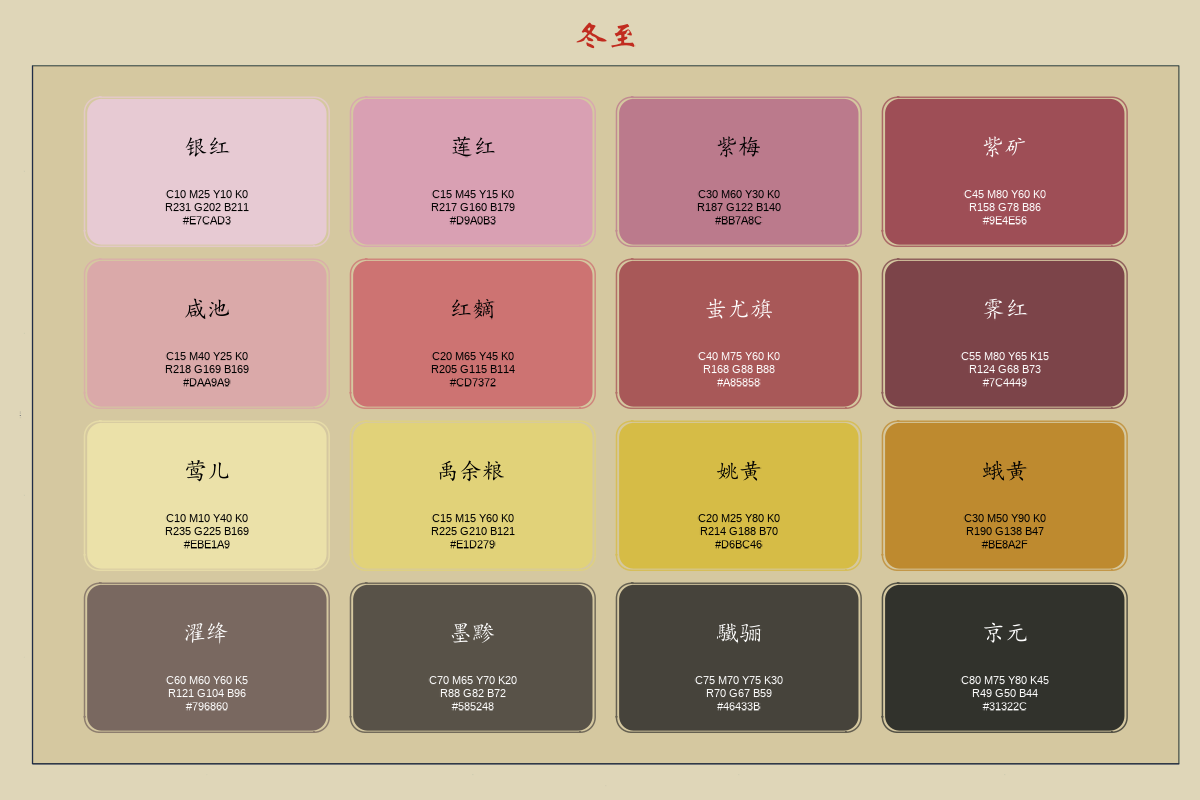 冬至
银红
C10 M25 Y10 K0
R231 G202 B211
#E7CAD3
莲红
C15 M45 Y15 K0
R217 G160 B179
#D9A0B3
紫梅
C30 M60 Y30 K0
R187 G122 B140
#BB7A8C
紫矿
C45 M80 Y60 K0
R158 G78 B86
#9E4E56
咸池
C15 M40 Y25 K0
R218 G169 B169
#DAA9A9
红䵂
C20 M65 Y45 K0
R205 G115 B114
#CD7372
蚩尤旗
C40 M75 Y60 K0
R168 G88 B88
#A85858
霁红
C55 M80 Y65 K15
R124 G68 B73
#7C4449
莺儿
C10 M10 Y40 K0
R235 G225 B169
#EBE1A9
禹余粮
C15 M15 Y60 K0
R225 G210 B121
#E1D279
姚黄
C20 M25 Y80 K0
R214 G188 B70
#D6BC46
蛾黄
C30 M50 Y90 K0
R190 G138 B47
#BE8A2F
濯绛
C60 M60 Y60 K5
R121 G104 B96
#796860
墨黪
C70 M65 Y70 K20
R88 G82 B72
#585248
驖骊
C75 M70 Y75 K30
R70 G67 B59
#46433B
京元
C80 M75 Y80 K45
R49 G50 B44
#31322C